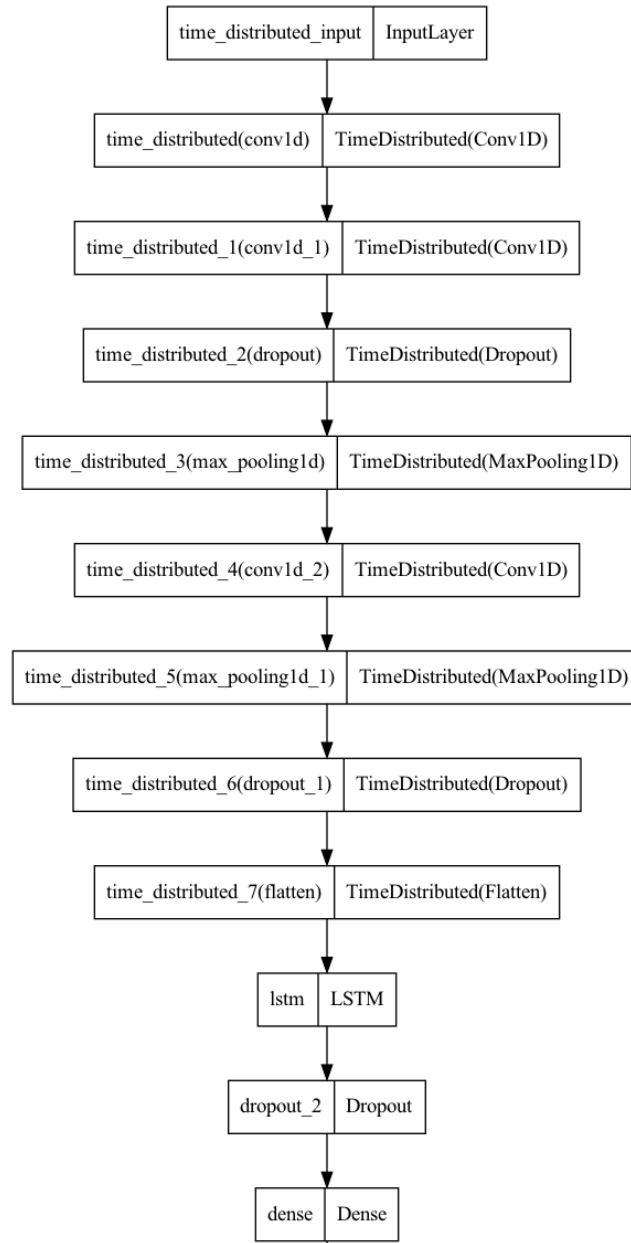 time_distributed_input InputLayer
time_distributed(conv1d) TimeDistributed(Conv1D)
time_distributed_1(conv1d_1) TimeDistributed(Conv1D)
time_distributed_2(dropout) TimeDistributed(Dropout)
time_distributed_3(max_pooling1d) TimeDistributed(MaxPooling1D)
time_distributed_4(conv1d_2) TimeDistributed(Conv1D)
time_distributed_5(max_pooling1d_1) TimeDistributed(MaxPooling1D)
time_distributed_6(dropout_1) TimeDistributed(Dropout)
time_distributed_7(flatten) TimeDistributed(Flatten)
lstm LSTM
dropout_2 Dropout
dense Dense